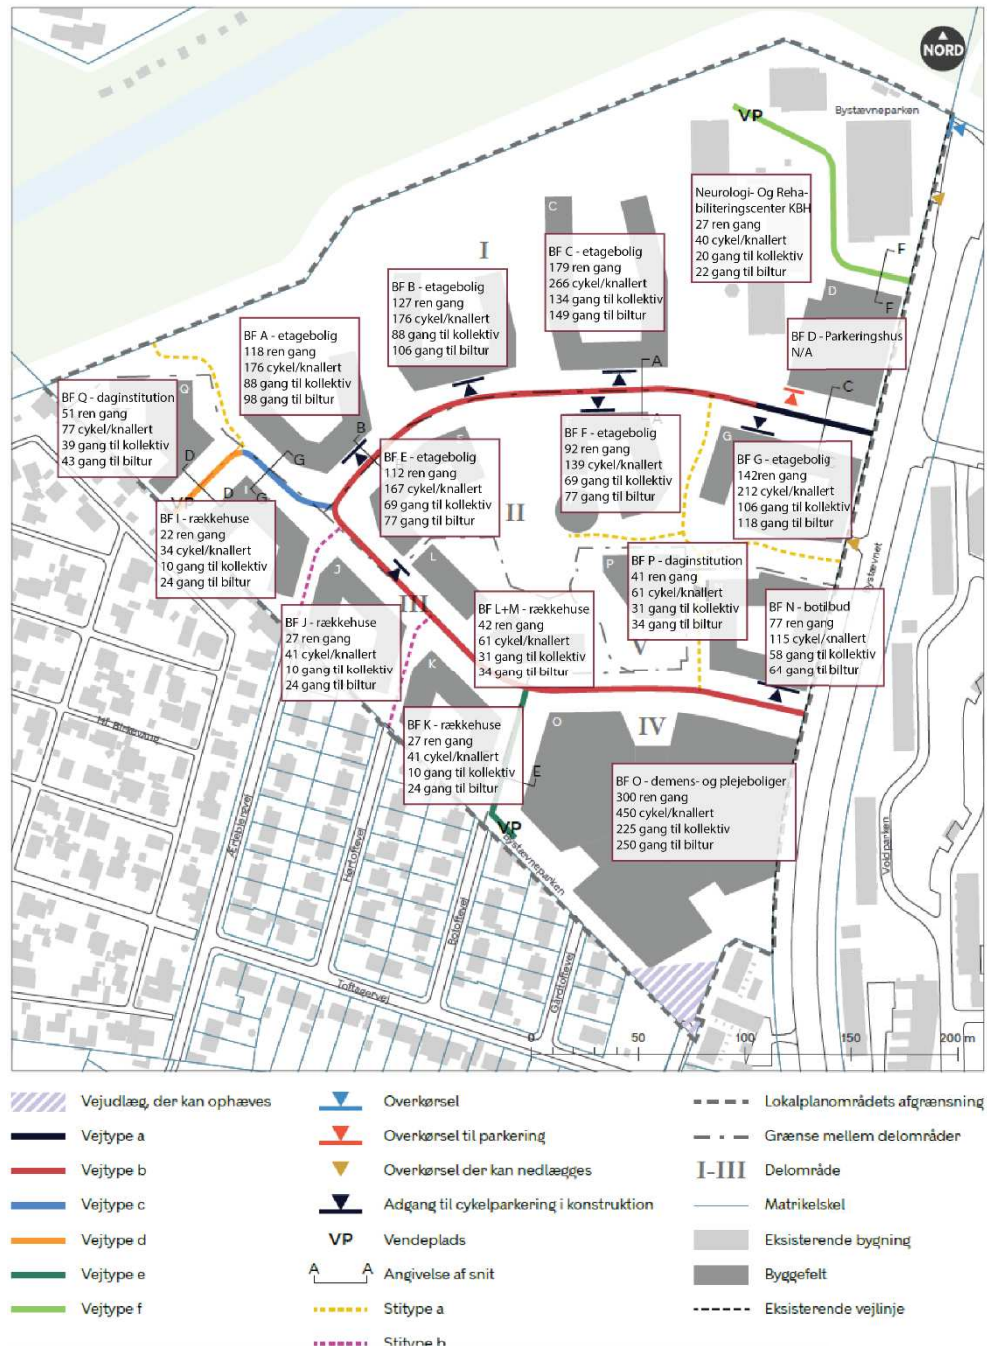 NORD
VP
Bystævneparken
Neurologi- Og Reha-
biliteringscenter KBH
27 ren gang
40 cykel/knallert
20 gang til kollektiv
22 gang til biltur
F
F
I
C
BF C - etagebolig
179 ren gang
266 cykel/knallert
134 gang til kollektiv
149 gang til biltur
BF B - etagebolig
127 ren gang
176 cykel/knallert
88 gang til kollektiv
106 gang til biltur
D
BF D - Parkeringshus
N/A
BF A - etagebolig
118 ren gang
176 cykel/knallert
88 gang til kollektiv
98 gang til biltur
A
C
Q
BF Q - daginstitution
51 ren gang
77 cykel/knallert
39 gang til kollektiv
43 gang til biltur
B
BF E - etagebolig
112 ren gang
167 cykel/knallert
69 gang til kollektiv
77 gang til biltur
A
BF F - etagebolig
92 ren gang
139 cykel/knallert
69 gang til kollektiv
77 gang til biltur
G
BF G - etagebolig
142ren gang
212 cykel/knallert
106 gang til kollektiv
118 gang til biltur
D
G
D
I
G
VP
BF I - rækkehuse
22 ren gang
34 cykel/knallert
10 gang til kollektiv
24 gang til biltur
II
Bystævnet
L
J
III
P
BF P - daginstitution
41 ren gang
61 cykel/knallert
31 gang til kollektiv
34 gang til biltur
BF J - rækkehuse
27 ren gang
41 cykel/knallert
10 gang til kollektiv
24 gang til biltur
BF L+M - rækkehuse
42 ren gang
61 cykel/knallert
31 gang til kollektiv
34 gang til biltur
BF N - botilbud
77 ren gang
115 cykel/knallert
58 gang til kollektiv
64 gang til biltur
V
K
BF K - rækkehuse
27 ren gang
41 cykel/knallert
10 gang til kollektiv
24 gang til biltur
O
IV
E
BF O - demens- og plejeboliger
300 ren gang
450 cykel/knallert
225 gang til kollektiv
250 gang til biltur
Hf. Birkevang
VP
Bystævneparken
Voldparken
Ærteblervej
Hørtoftevej
Botoftevej
Gårdtoftevej
Toftagervej
0 50 100 150 200 m
Vejudlæg, der kan ophæves
Vejtype a
Vejtype b
Vejtype c
Vejtype d
Vejtype e
Vejtype f
Overkørsel
Overkørsel til parkering
Overkørsel der kan nedlægges
Adgang til cykelparkering i konstruktion
VP Vendeplads
A A Angivelse af snit
Stitype a
Stitype b
Lokalplanområdets afgrænsning
Grænse mellem delområder
I-III Delområde
Matrikelskel
Eksisterende bygning
Byggefelt
Eksisterende vejlinje